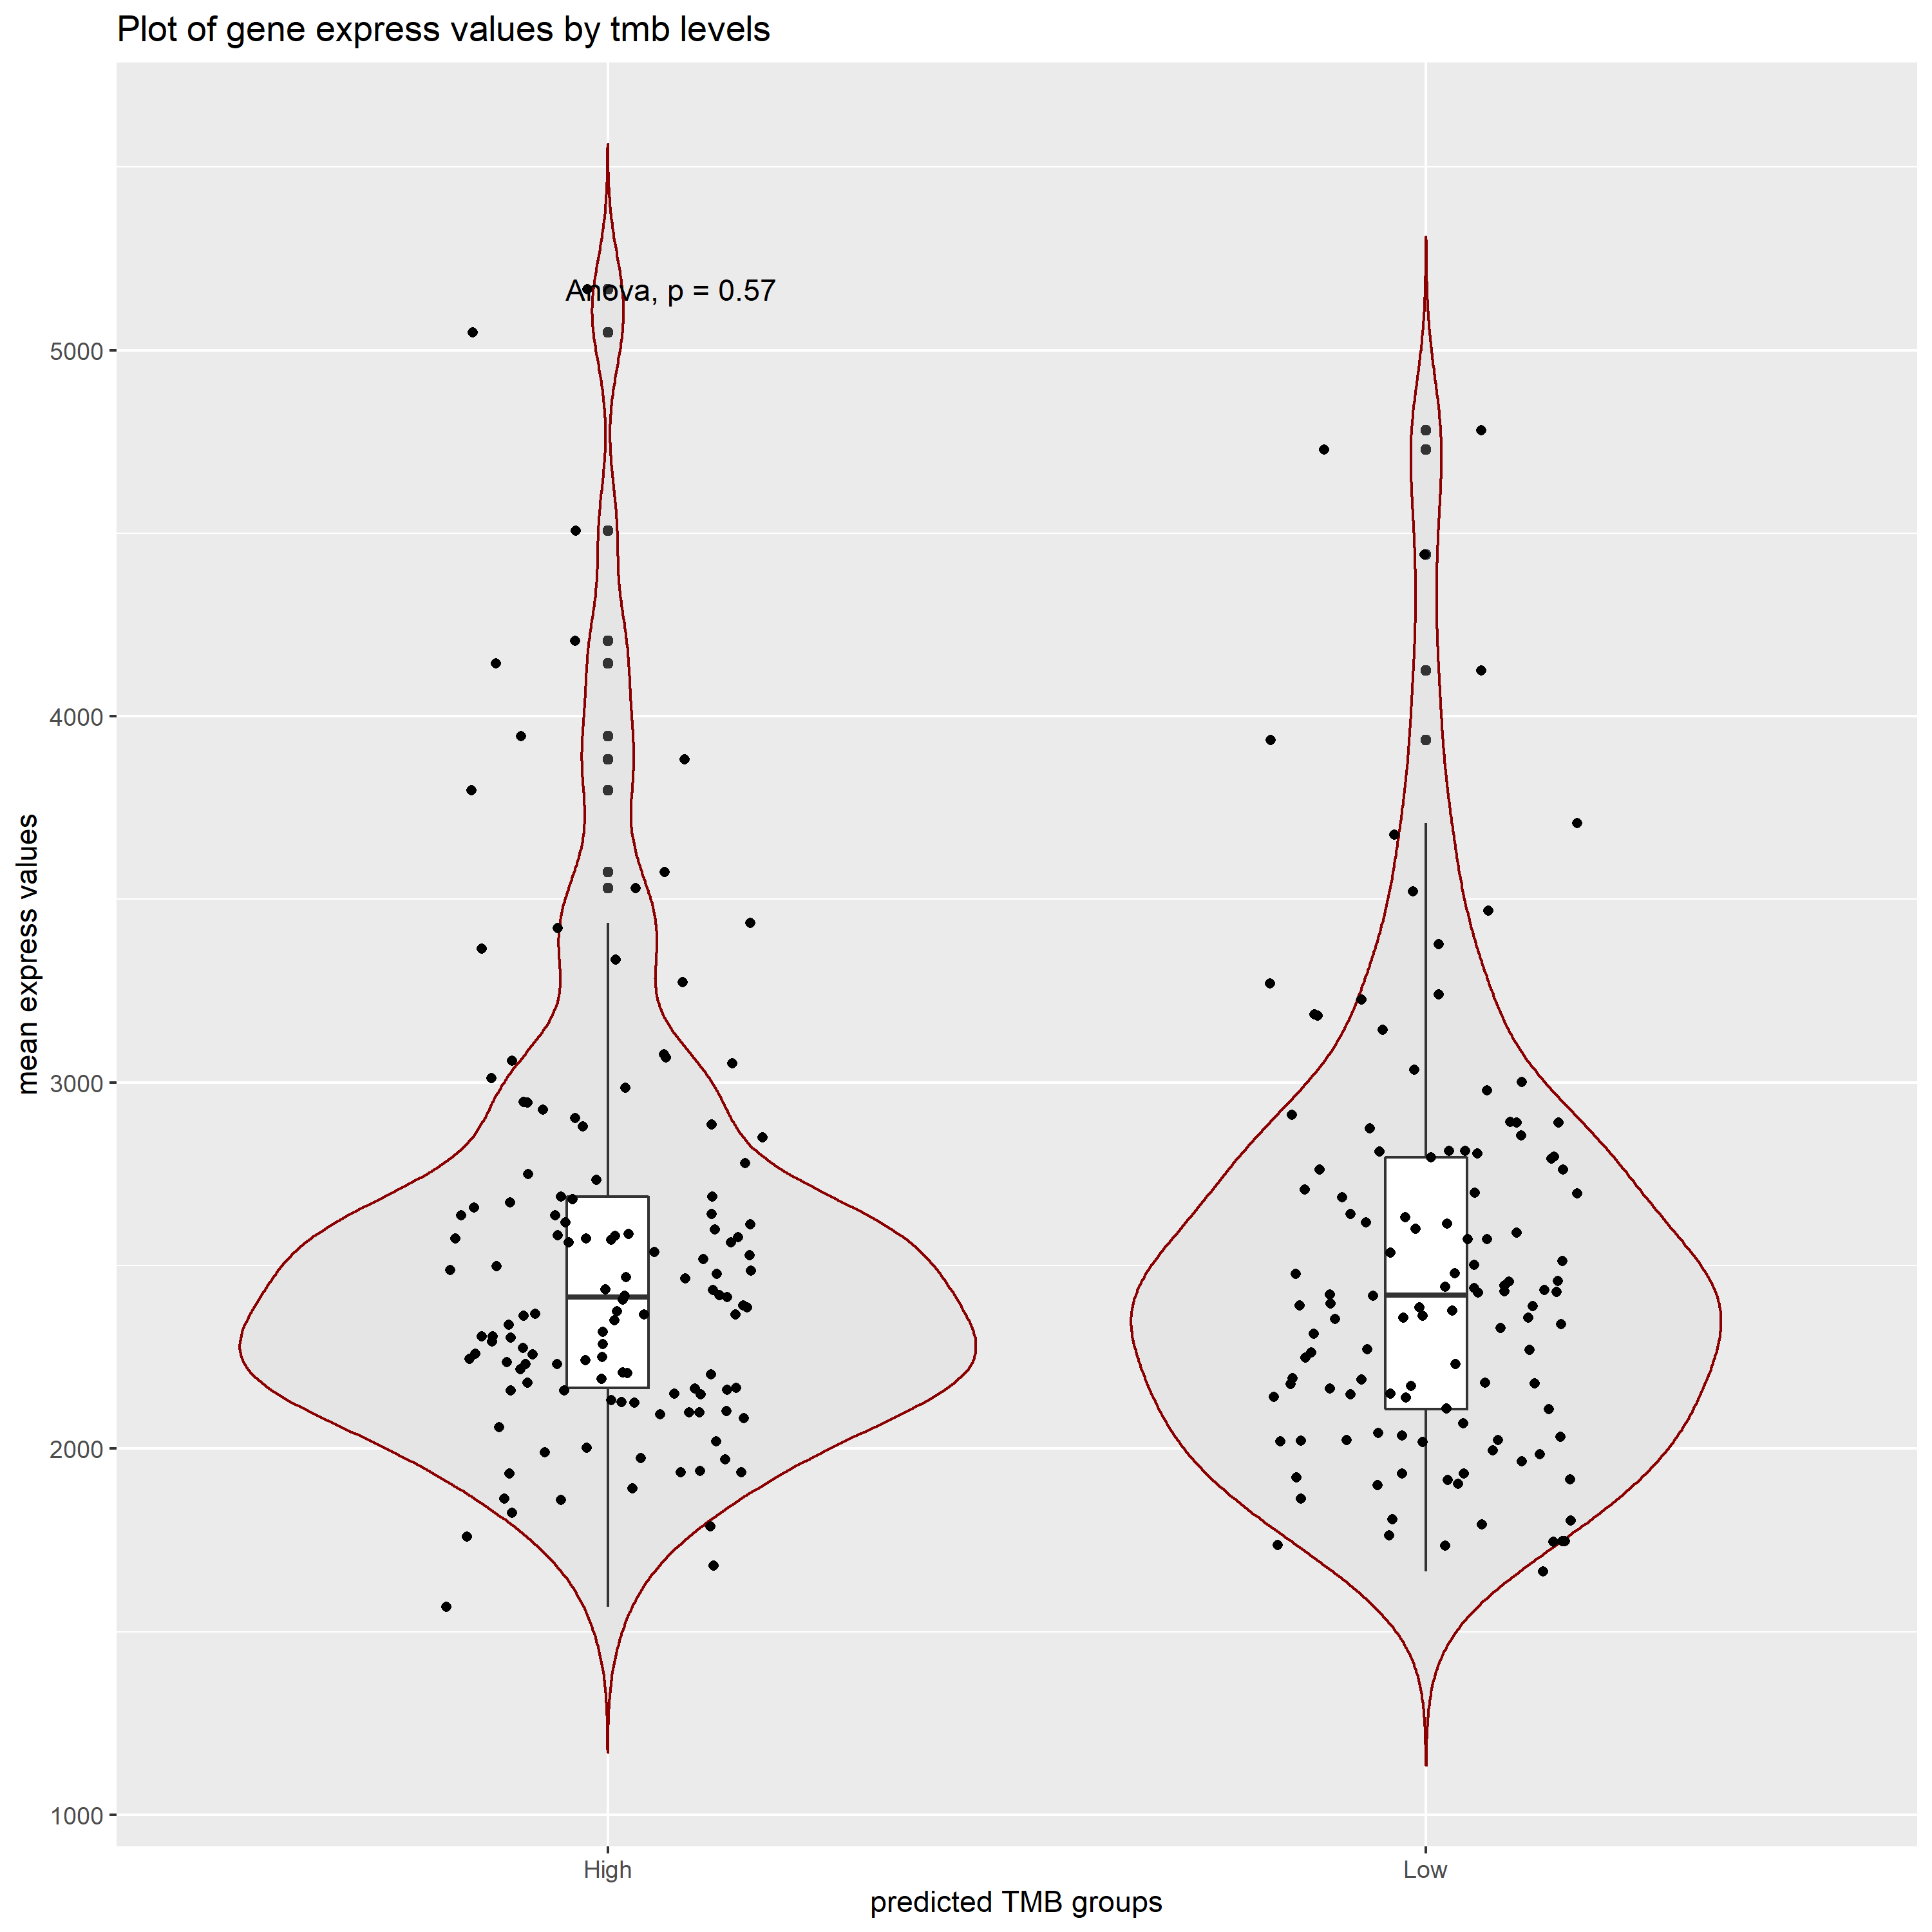 Plot of gene express values by tmb levels
Anova, p = 0.57
5000
4000
3000
2000
1000
mean express values
High
Low
predicted TMB groups